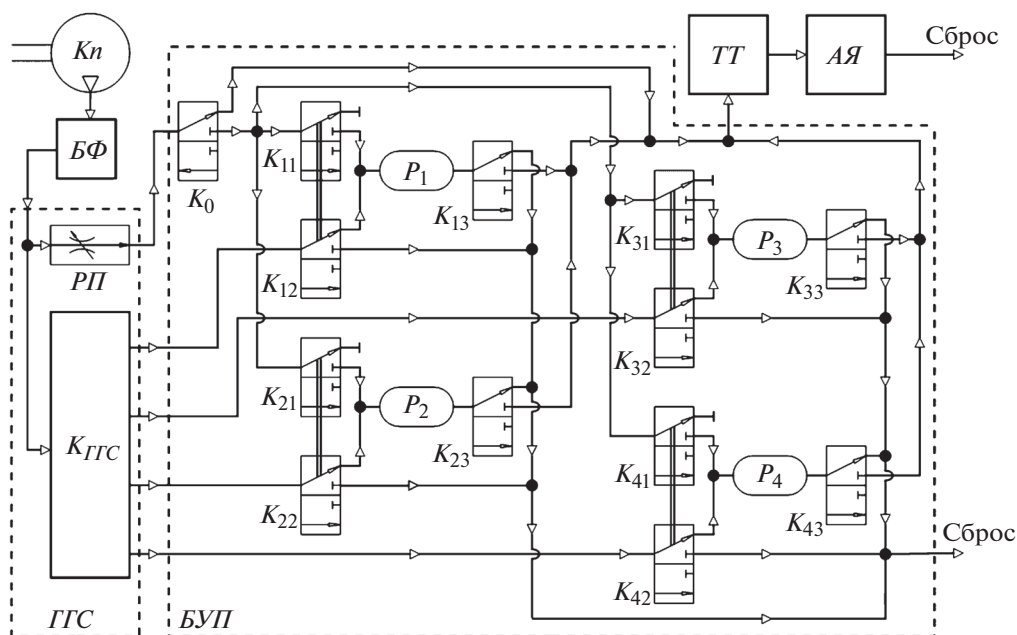 Кп
ТТ
АЯ
Сброс
БФ
K11
P1
K0
K13
P3
K31
РП
K12
K33
K32
K21
P2
KГГС
K23
K41
P4
K22
K43
Сброс
K42
ГГС
БУП